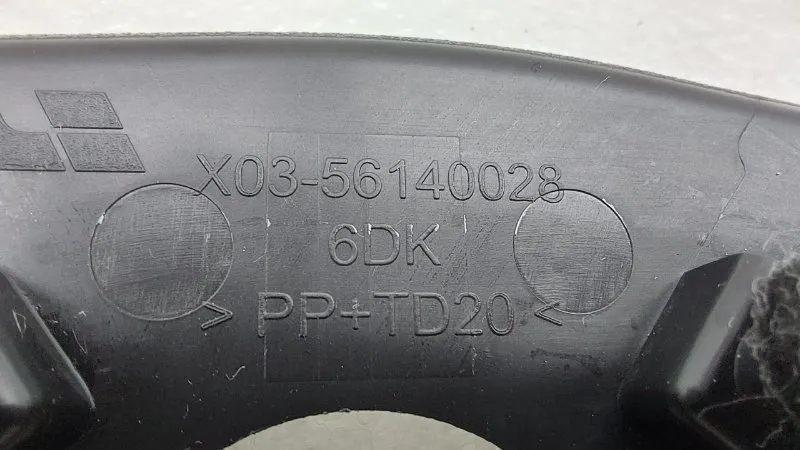 X03-56140028
6DK
> PP+TD20 <